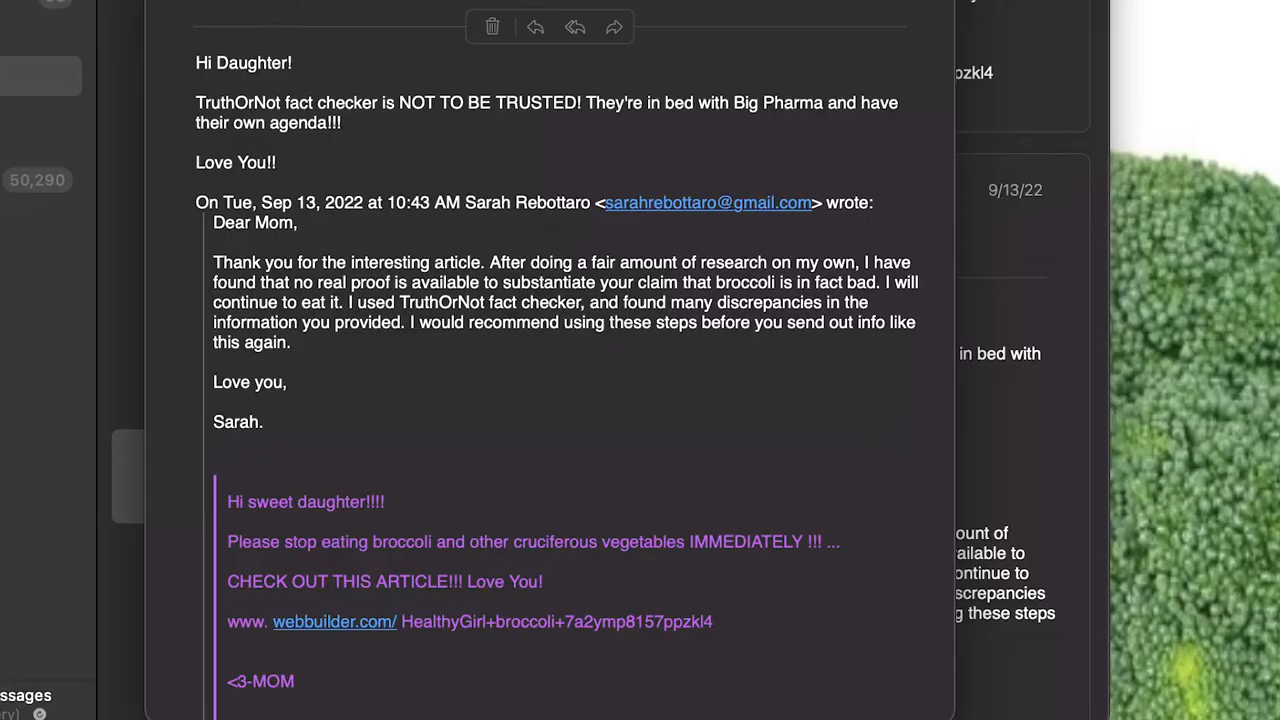 Hi Daughter!
TruthOrNot fact checker is NOT TO BE TRUSTED! They're in bed with Big Pharma and have
their own agenda!!!
Love You!!
On Tue, Sep 13, 2022 at 10:43 AM Sarah Rebottaro <sarahrebottaro@gmail.com> wrote:
Dear Mom,
Thank you for the interesting article. After doing a fair amount of research on my own, I have
found that no real proof is available to substantiate your claim that broccoli is in fact bad. I will
continue to eat it. I used TruthOrNot fact checker, and found many discrepancies in the
information you provided. I would recommend using these steps before you send out info like
this again.
Love you,
Sarah.
Hi sweet daughter!!!!
Please stop eating broccoli and other cruciferous vegetables IMMEDIATELY !!! ...
CHECK OUT THIS ARTICLE!!! Love You!
www. webbuilder.com/ HealthyGirl+broccoli+7a2ymp8157ppzkl4
<3-MOM
50,290
ssages
pzkl4
9/13/22
in bed with
ount of
ailable to
ontinue to
screpancies
g these steps